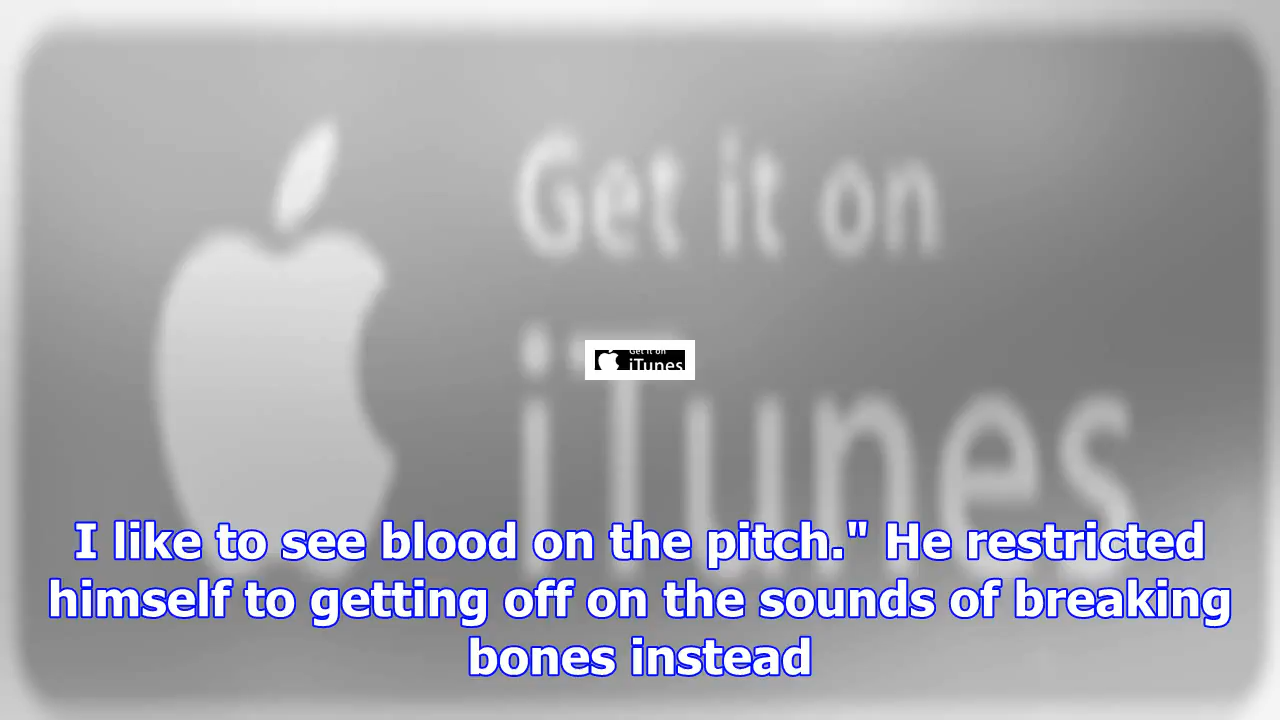 Get it on
iTunes
Get it on
iTunes
I like to see blood on the pitch." He restricted
himself to getting off on the sounds of breaking
bones instead